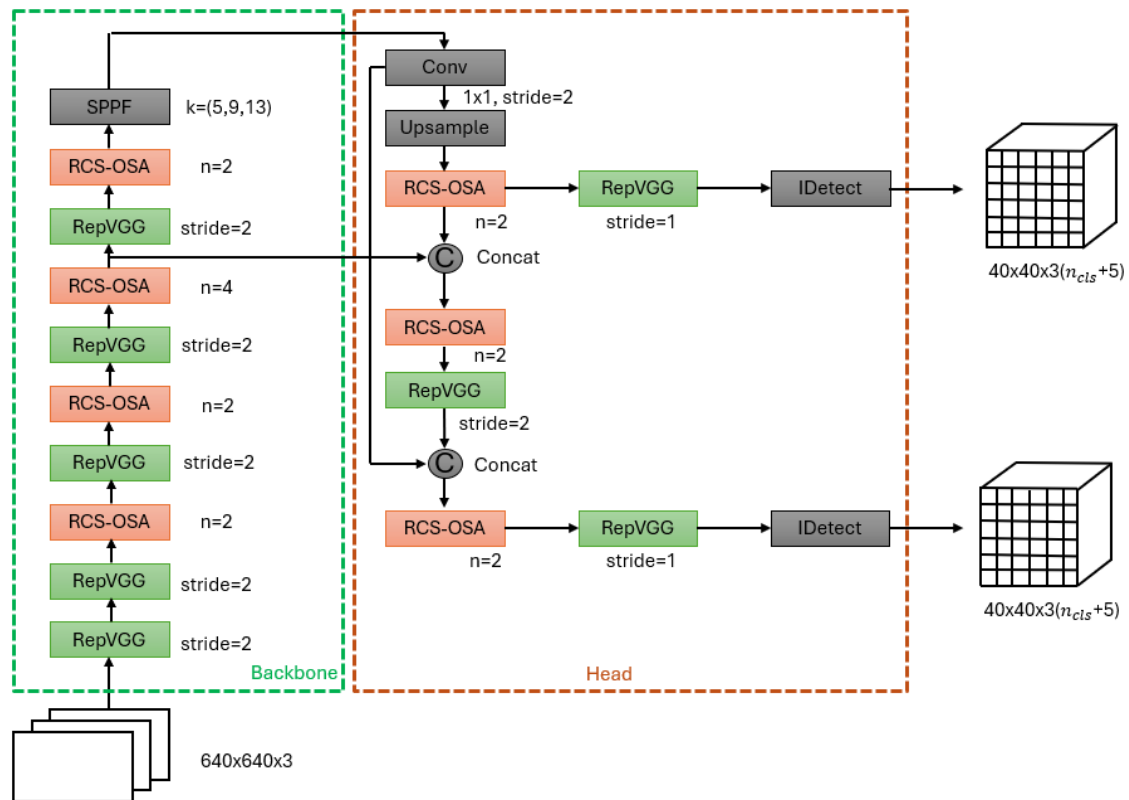 SPPF
k=(5,9,13)
RCS-OSA
n=2
RepVGG
stride=2
RCS-OSA
n=4
RepVGG
stride=2
RCS-OSA
n=2
RepVGG
stride=2
RCS-OSA
n=2
RepVGG
stride=2
RepVGG
stride=2
Backbone
640x640x3
Conv
1x1, stride=2
Upsample
RCS-OSA
n=2
RepVGG
stride=1
IDetect
40x40x3(n_cls+5)
C
Concat
RCS-OSA
n=2
RepVGG
stride=2
C
Concat
RCS-OSA
n=2
RepVGG
stride=1
IDetect
40x40x3(n_cls+5)
Head